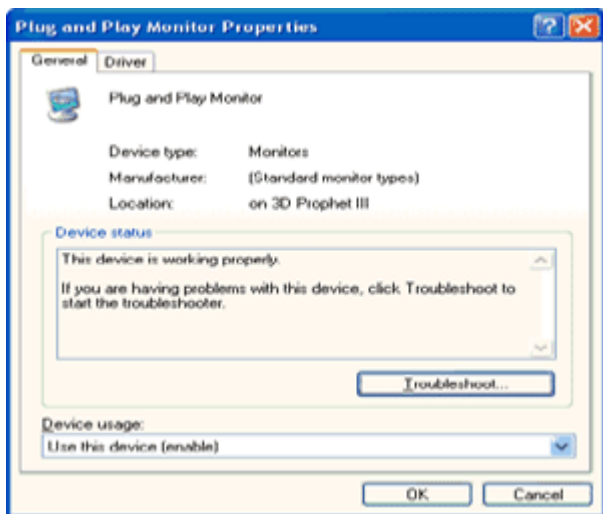 Plug and Play Monitor Properties
General Driver
Plug and Play Monitor
Device type: Monitors
Manufacturer: (Standard monitor types)
Location: on 3D Prophet III
Device status
This device is working properly.
If you are having problems with this device, click Troubleshoot to
start the troubleshooter.
Troubleshoot...
Device usage:
Use this device (enable)
OK Cancel